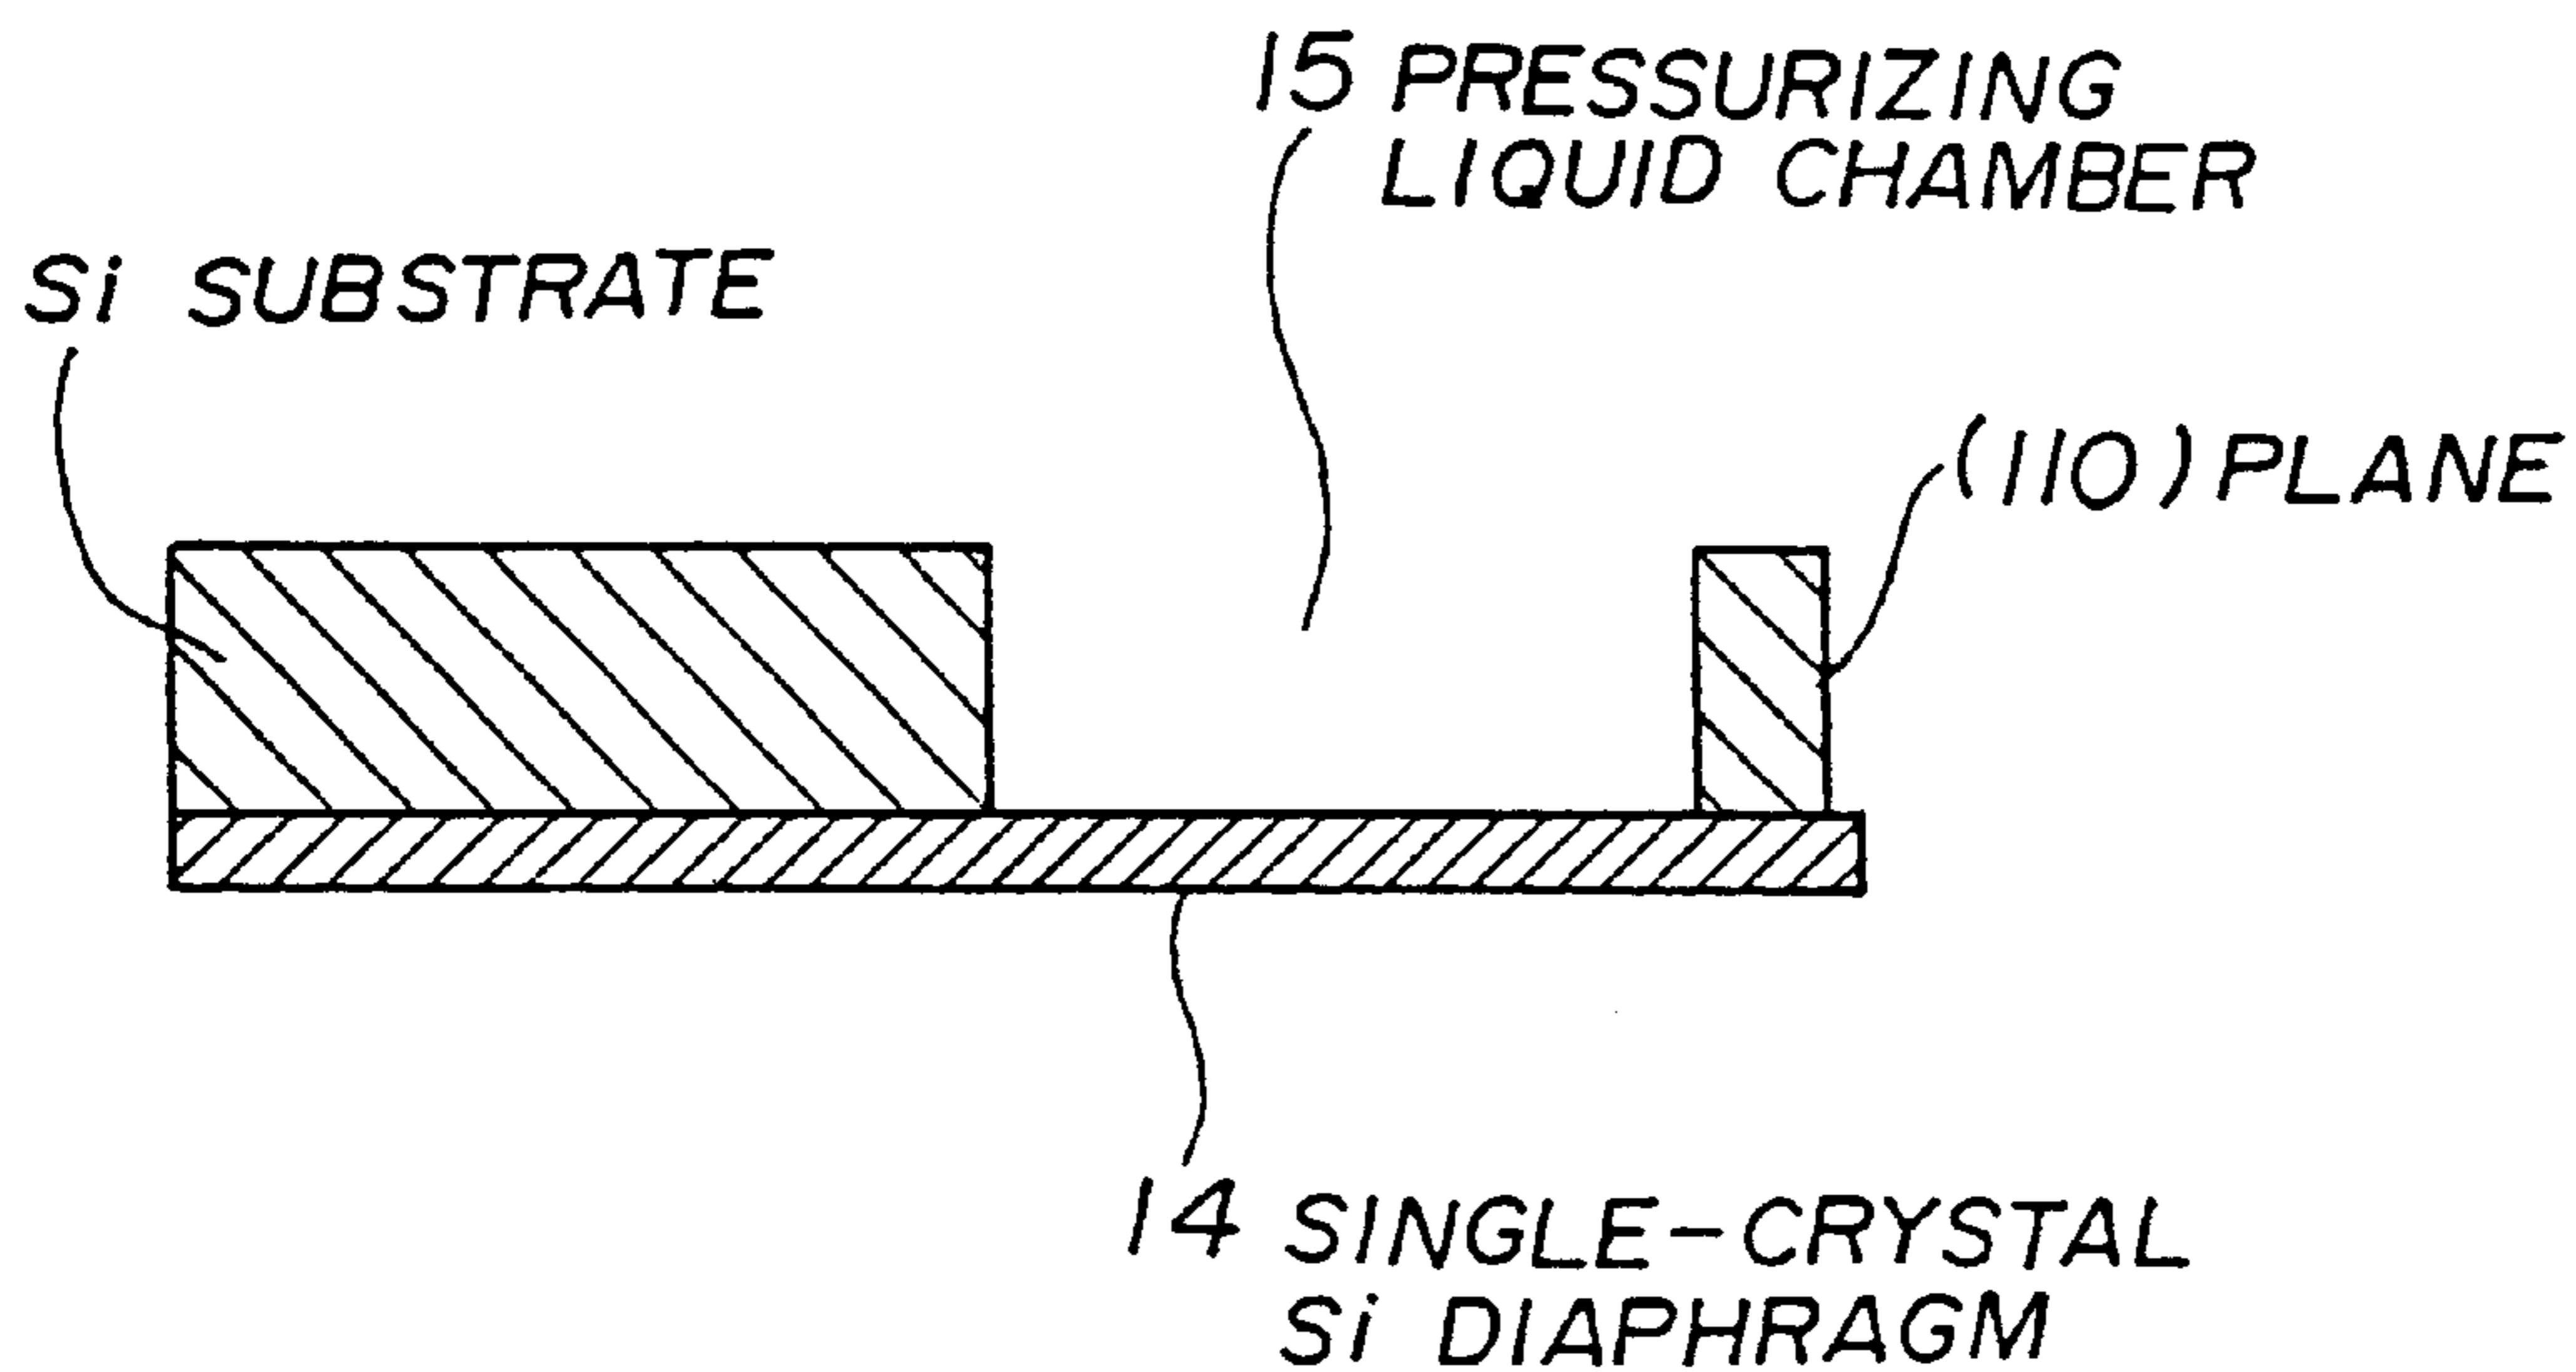 15 PRESSURIZING
LIQUID CHAMBER
Si SUBSTRATE
(110) PLANE
14 SINGLE-CRYSTAL
Si DIAPHRAGM